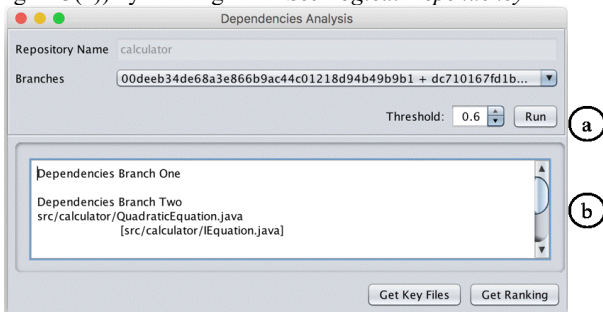 Dependencies Analysis
Repository Name calculator
Branches 00deeb34de68a3e866b9ac44c01218d94b49b9b1 + dc710167fd1b...
Threshold: 0.6 Run
a
Dependencies Branch One
Dependencies Branch Two
src/calculator/QuadraticEquation.java
[src/calculator/IEquation.java]
b
Get Key Files Get Ranking